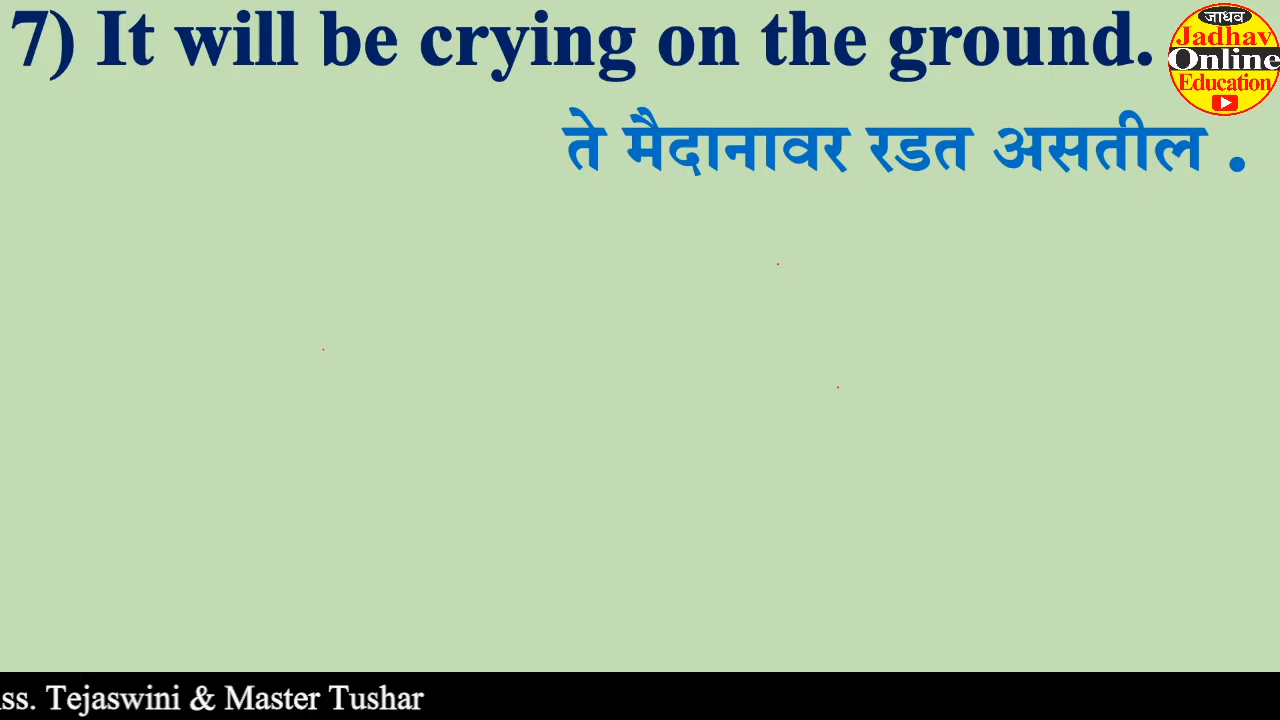 7) It will be crying on the ground.
ते मैदानावर रडत असतील .
जाधव
Jadhav
Online
Education
ss. Tejaswini & Master Tushar